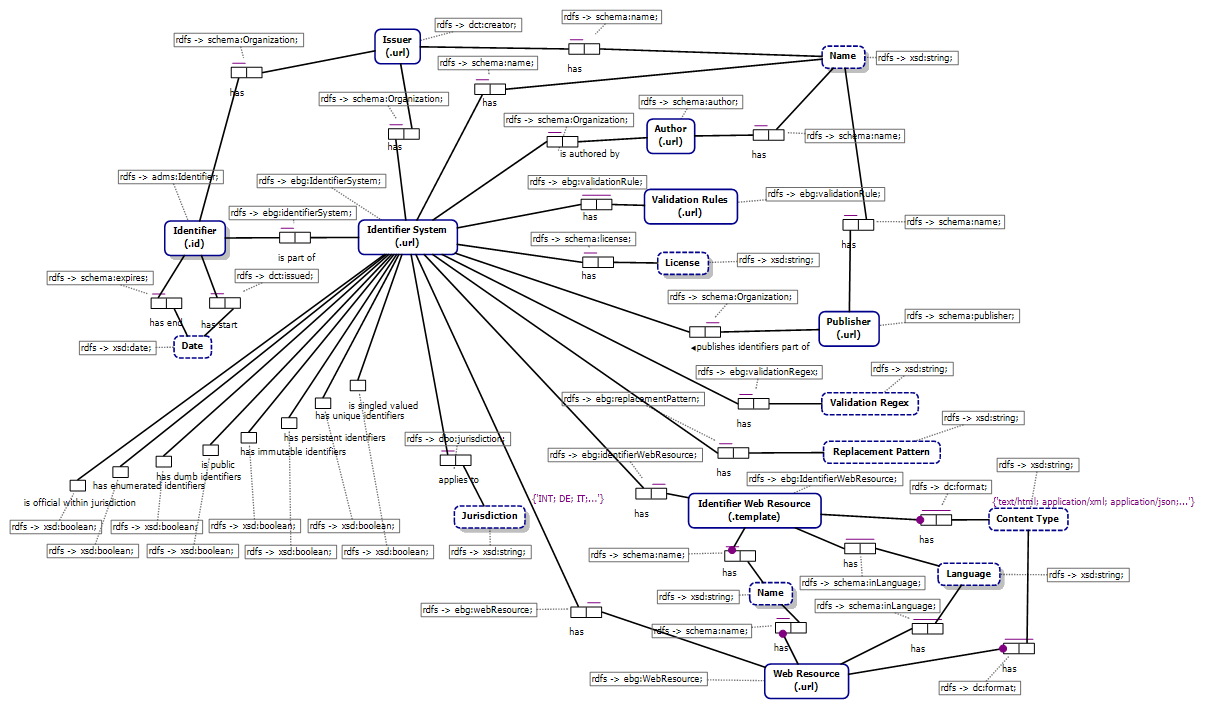 rdfs -> schema:name;
rdfs -> dct:creator;
rdfs -> schema:Organization;
Issuer
(.url)
has
Name
rdfs -> xsd:string;
rdfs -> schema:name;
has
has
rdfs -> schema:Organization;
has
rdfs -> schema:author;
rdfs -> schema:Organization;
Author
(.url)
is authored by
has
rdfs -> schema:name;
rdfs -> adms:Identifier;
rdfs -> ebg:IdentifierSystem;
rdfs -> ebg:validationRule;
has
Validation Rules
(.url)
rdfs -> ebg:validationRule;
rdfs -> ebg:identifierSystem;
Identifier
(.id)
is part of
Identifier System
(.url)
rdfs -> schema:license;
has
License
rdfs -> xsd:string;
has
rdfs -> schema:name;
rdfs -> schema:expires;
rdfs -> dct:issued;
has end
has start
rdfs -> xsd:date;
Date
rdfs -> schema:Organization;
◂publishes identifiers part of
Publisher
(.url)
rdfs -> schema:publisher;
rdfs -> ebg:validationRegex;
rdfs -> xsd:string;
has
Validation Regex
rdfs -> ebg:replacementPattern;
rdfs -> xsd:string;
has
Replacement Pattern
is singled valued
has unique identifiers
has persistent identifiers
has immutable identifiers
is public
has dumb identifiers
has enumerated identifiers
is official within jurisdiction
rdfs -> xsd:boolean;
rdfs -> xsd:boolean;
rdfs -> xsd:boolean;
rdfs -> xsd:boolean;
rdfs -> xsd:boolean;
rdfs -> xsd:boolean;
rdfs -> xsd:boolean;
rdfs -> xsd:boolean;
rdfs -> dbo:jurisdiction;
applies to
{'INT; DE; IT;...'}
Jurisdiction
rdfs -> xsd:string;
rdfs -> ebg:identifierWebResource;
has
rdfs -> ebg:IdentifierWebResource;
Identifier Web Resource
(.template)
rdfs -> xsd:string;
rdfs -> dc:format;
{'text/html; application/xml; application/json;...'}
has
Content Type
rdfs -> schema:name;
has
has
rdfs -> schema:inLanguage;
Language
rdfs -> xsd:string;
rdfs -> xsd:string;
Name
rdfs -> schema:inLanguage;
rdfs -> ebg:webResource;
has
rdfs -> schema:name;
has
has
has
rdfs -> ebg:WebResource;
Web Resource
(.url)
rdfs -> dc:format;